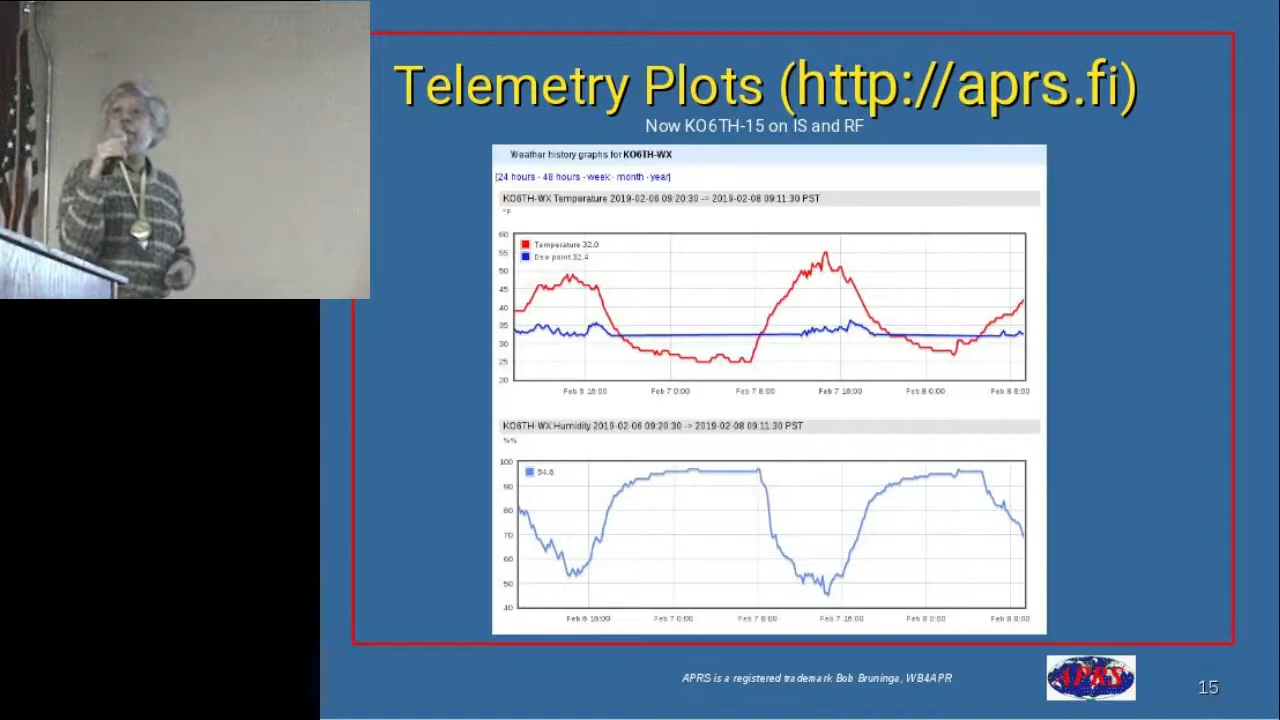 Telemetry Plots (http://aprs.fi)
Now KO6TH-15 on IS and RF
Weather history graphs for KO6TH-WX
[24 hours - 48 hours - week - month - year]
KO6TH-WX Temperature 2019-02-06 09:20:30 -> 2019-02-08 09:11:30 PST
°F
60
55
50
45
40
35
30
25
20
Temperature 32.0
Dew point 32.4
Feb 6 16:00
Feb 7 0:00
Feb 7 8:00
Feb 7 16:00
Feb 8 0:00
Feb 8 8:00
KO6TH-WX Humidity 2019-02-06 09:20:30 -> 2019-02-08 09:11:30 PST
%%
100
90
80
70
60
50
40
54.6
Feb 6 16:00
Feb 7 0:00
Feb 7 8:00
Feb 7 16:00
Feb 8 0:00
Feb 8 8:00
APRS is a registered trademark Bob Bruninga, WB4APR
APRS
15